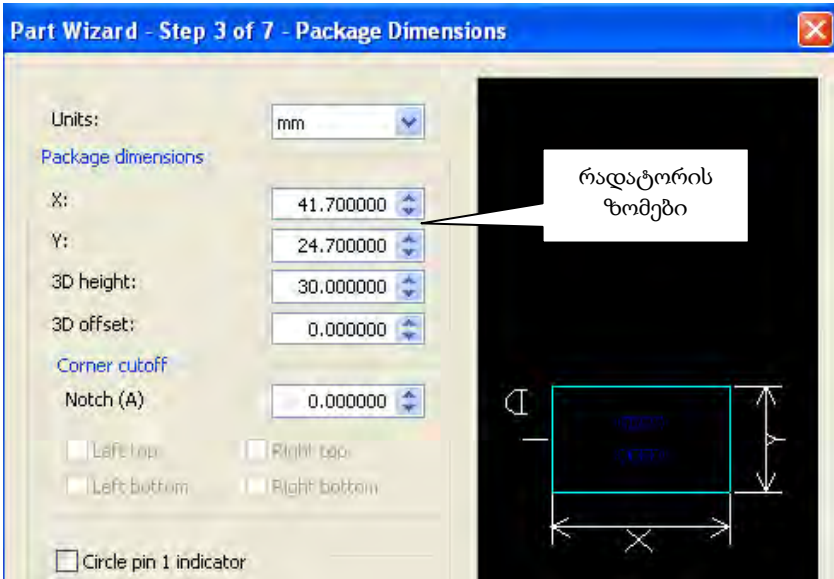 Part Wizard - Step 3 of 7 - Package Dimensions
Units:
mm
Package dimensions
X:
41.700000
Y:
24.700000
3D height:
30.000000
3D offset:
0.000000
Corner cutoff
Notch (A)
0.000000
Left top
Right top
Left bottom
Right bottom
Circle pin 1 indicator
რადატორის
ზომები
Y
X